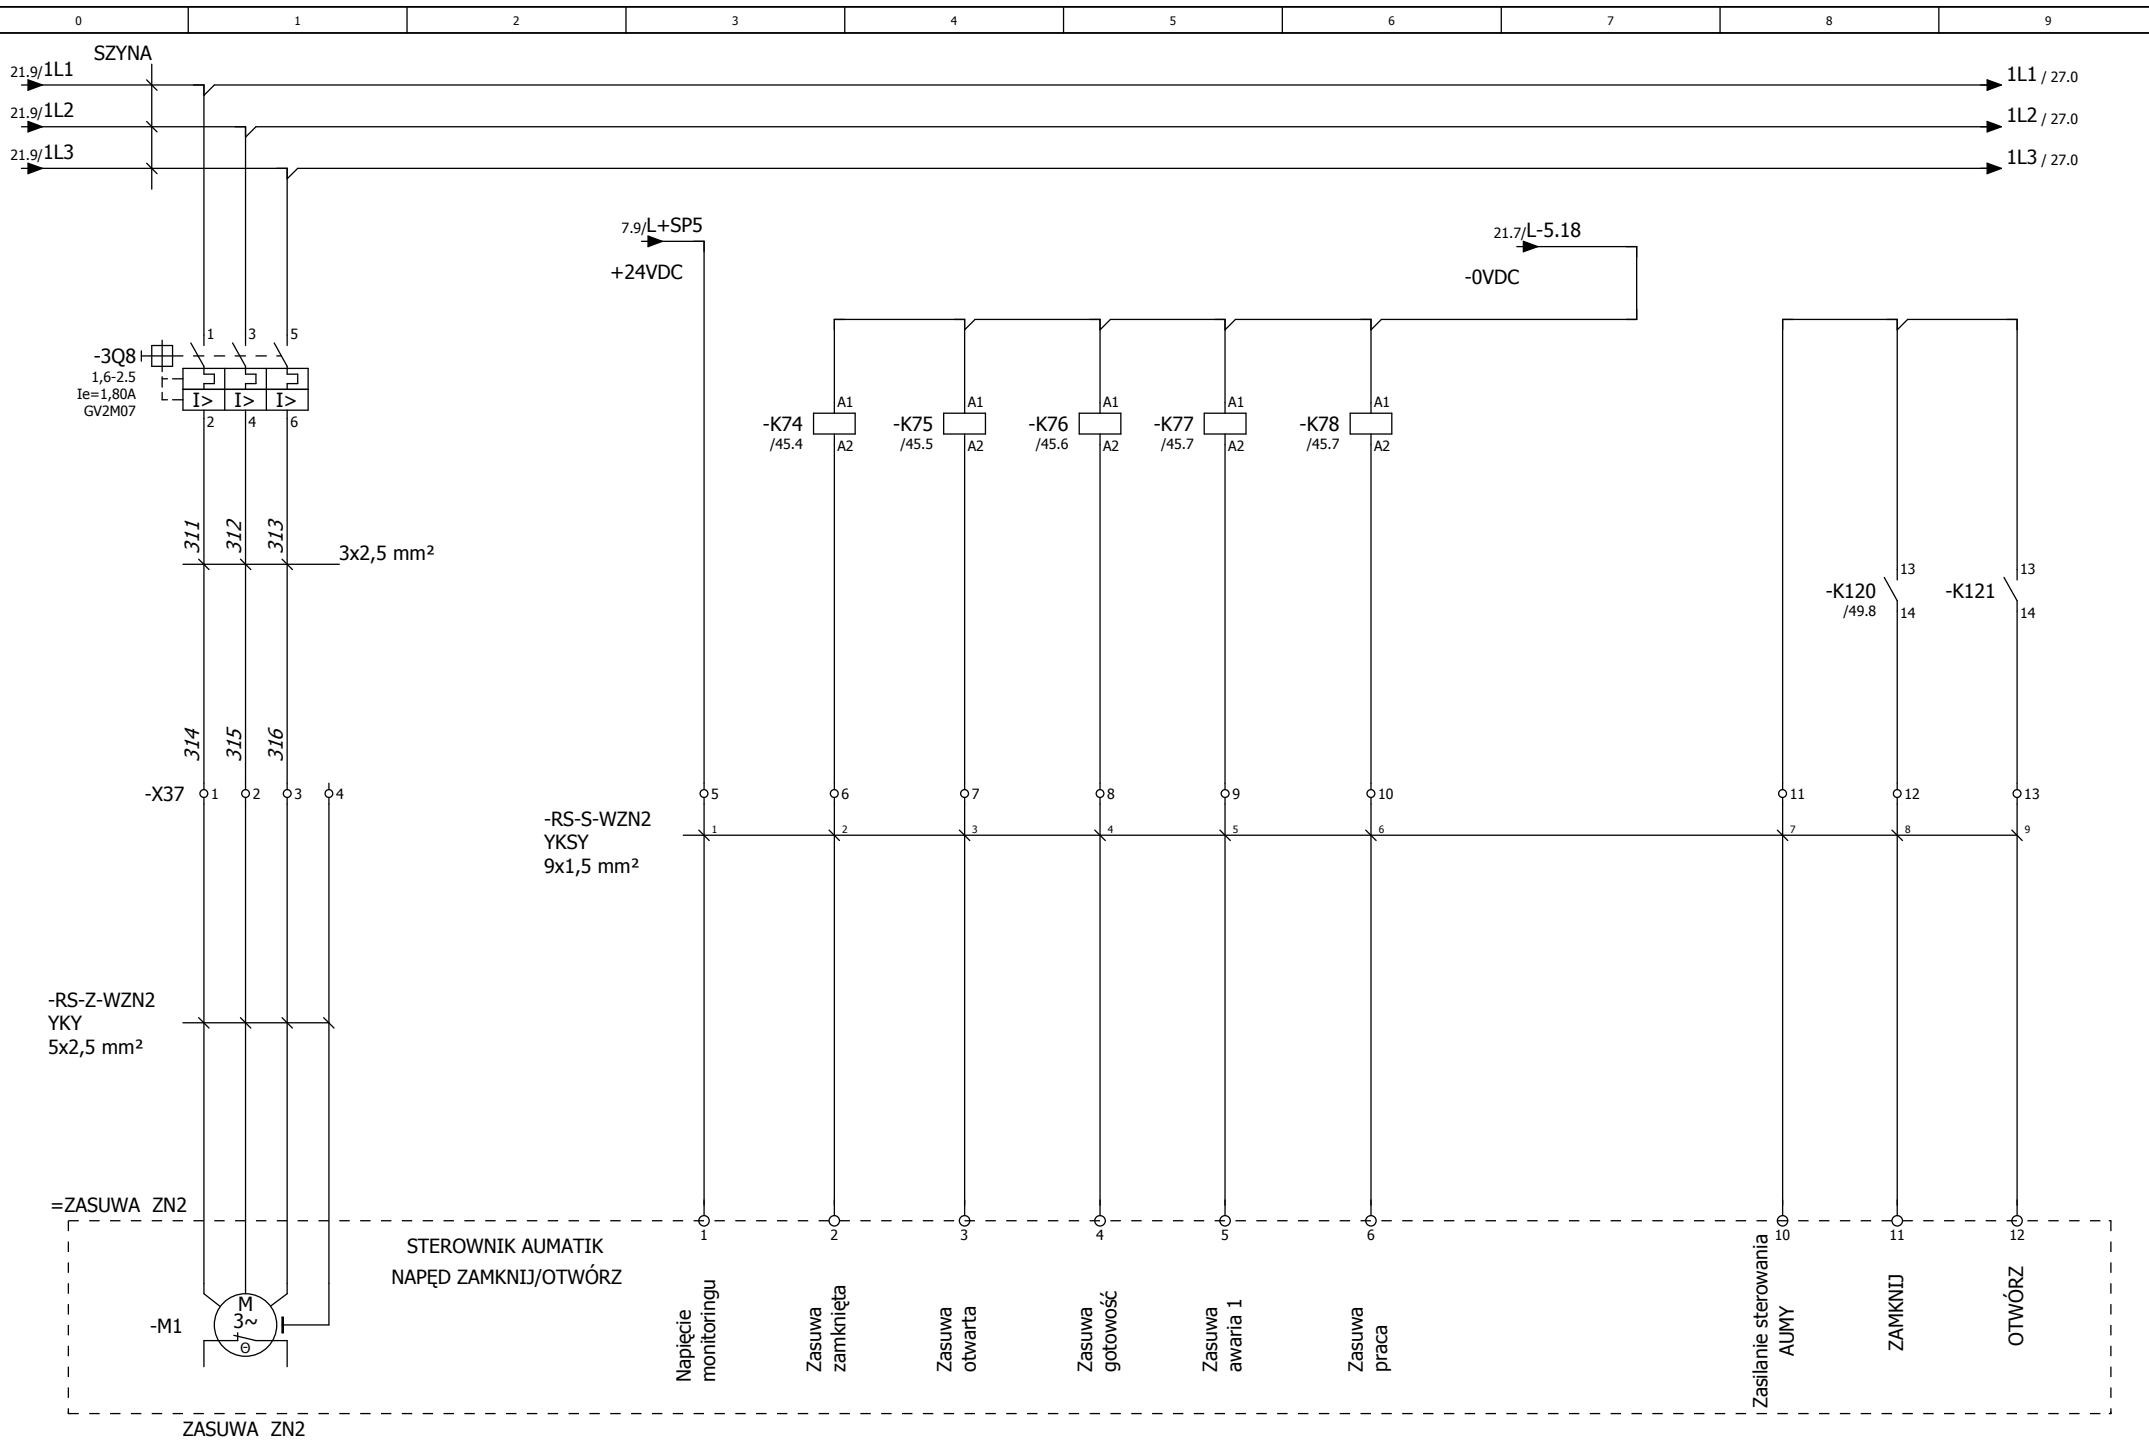 0 1 2 3 4 5 6 7 8 9
SZYNA
21.9/1L1
1L1 / 27.0
21.9/1L2
1L2 / 27.0
21.9/1L3
1L3 / 27.0
7.9/L+SP5
+24VDC
21.7/L-5.18
-0VDC
1 3 5
-3Q8
1,6-2.5
Ie=1,80A
GV2M07
I> I> I>
2 4 6
A1 A1 A1 A1 A1
-K74 -K75 -K76 -K77 -K78
/45.4 /45.5 /45.6 /45.7 /45.7
A2 A2 A2 A2 A2
311 312 313
3x2,5 mm²
13 13
-K120 -K121
/49.8
14 14
314 315 316
-X37 1 2 3 4 5 6 7 8 9 10 11 12 13
-RS-S-WZN2
YKSY
9x1,5 mm²
1 2 3 4 5 6 7 8 9
-RS-Z-WZN2
YKY
5x2,5 mm²
=ZASUWA ZN2
1 2 3 4 5 6 10 11 12
STEROWNIK AUMATIK
NAPĘD ZAMKNIJ/OTWÓRZ
-M1
M
3~
Θ
Napięcie
monitoringu
Zasuwa
zamknięta
Zasuwa
otwarta
Zasuwa
gotowość
Zasuwa
awaria 1
Zasuwa
praca
Zasilanie sterowania
AUMY
ZAMKNIJ
OTWÓRZ
ZASUWA ZN2